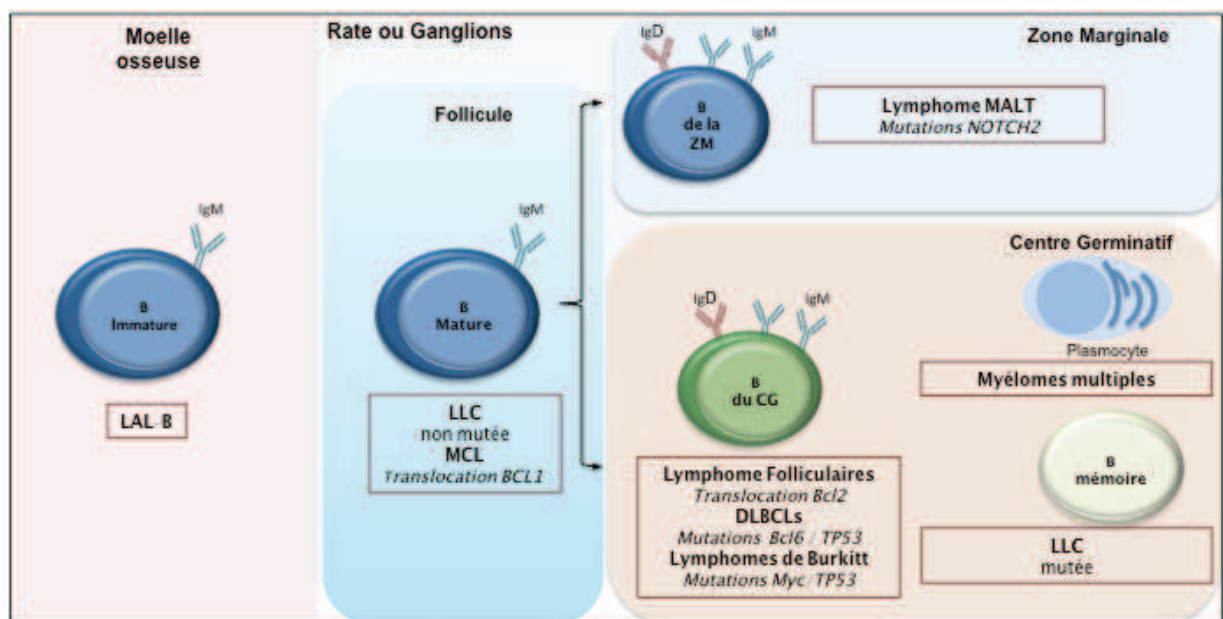 Moelle
osseuse
IgM
B
Immature
LAL-B
Rate ou Ganglions
Follicule
IgM
B
Mature
LLC
non mutée
MCL
Translocation BCL1
Zone Marginale
IgD
IgM
B
de la
ZM
Lymphome MALT
Mutations NOTCH2
Centre Germinatif
IgD
IgM
B
du CG
Lymphome Folliculaires
Translocation Bcl2
DLBCLs
Mutations Bcl6 / TP53
Lymphomes de Burkitt
Mutations Myc/TP53
Plasmocyte
Myélomes multiples
B
mémoire
LLC
mutée